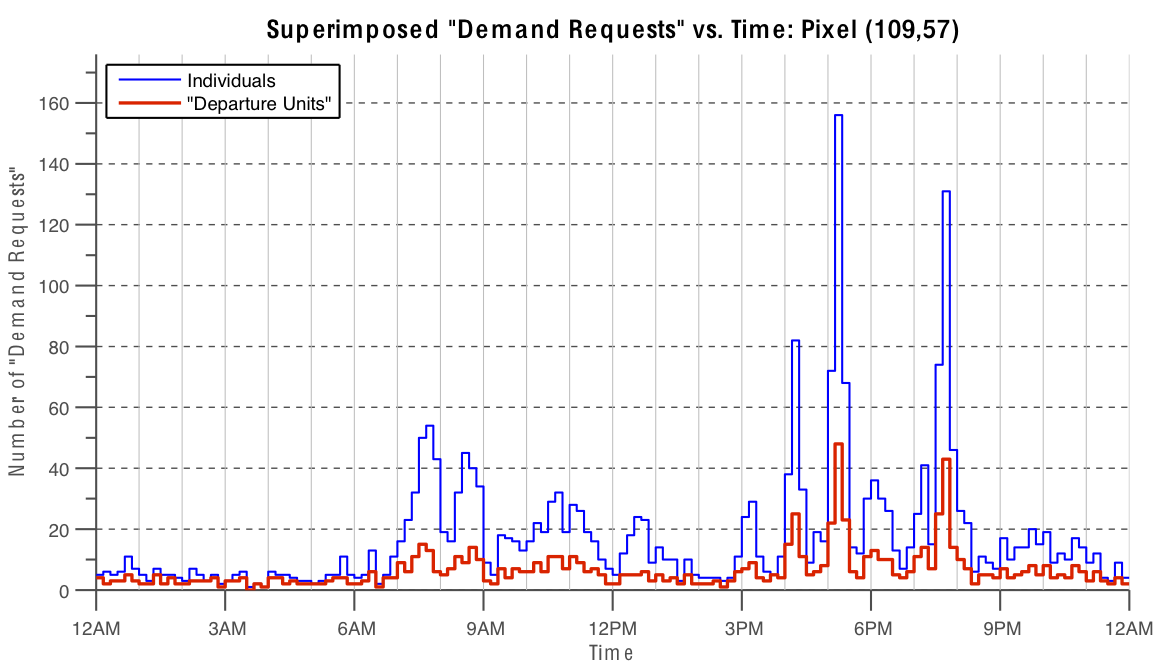 Superimposed "Demand Requests" vs. Time: Pixel (109,57)
Individuals
"Departure Units"
Number of "Demand Requests"
160
140
120
100
80
60
40
20
0
12AM 3AM 6AM 9AM 12PM 3PM 6PM 9PM 12AM
Time